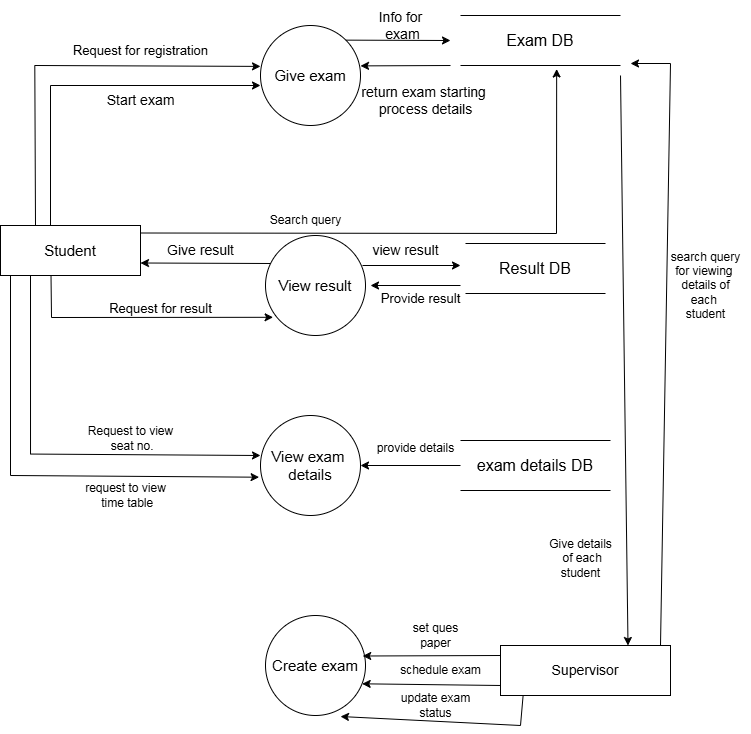 Info for
exam
Exam DB
Request for registration
Give exam
return exam starting
process details
Start exam
Search query
Student
Give result
view result
search query
for viewing
details of
each
student
View result
Result DB
Request for result
Provide result
Request to view
seat no.
View exam
details
provide details
exam details DB
request to view
time table
Give details
of each
student
set ques
paper
Create exam
schedule exam
Supervisor
update exam
status